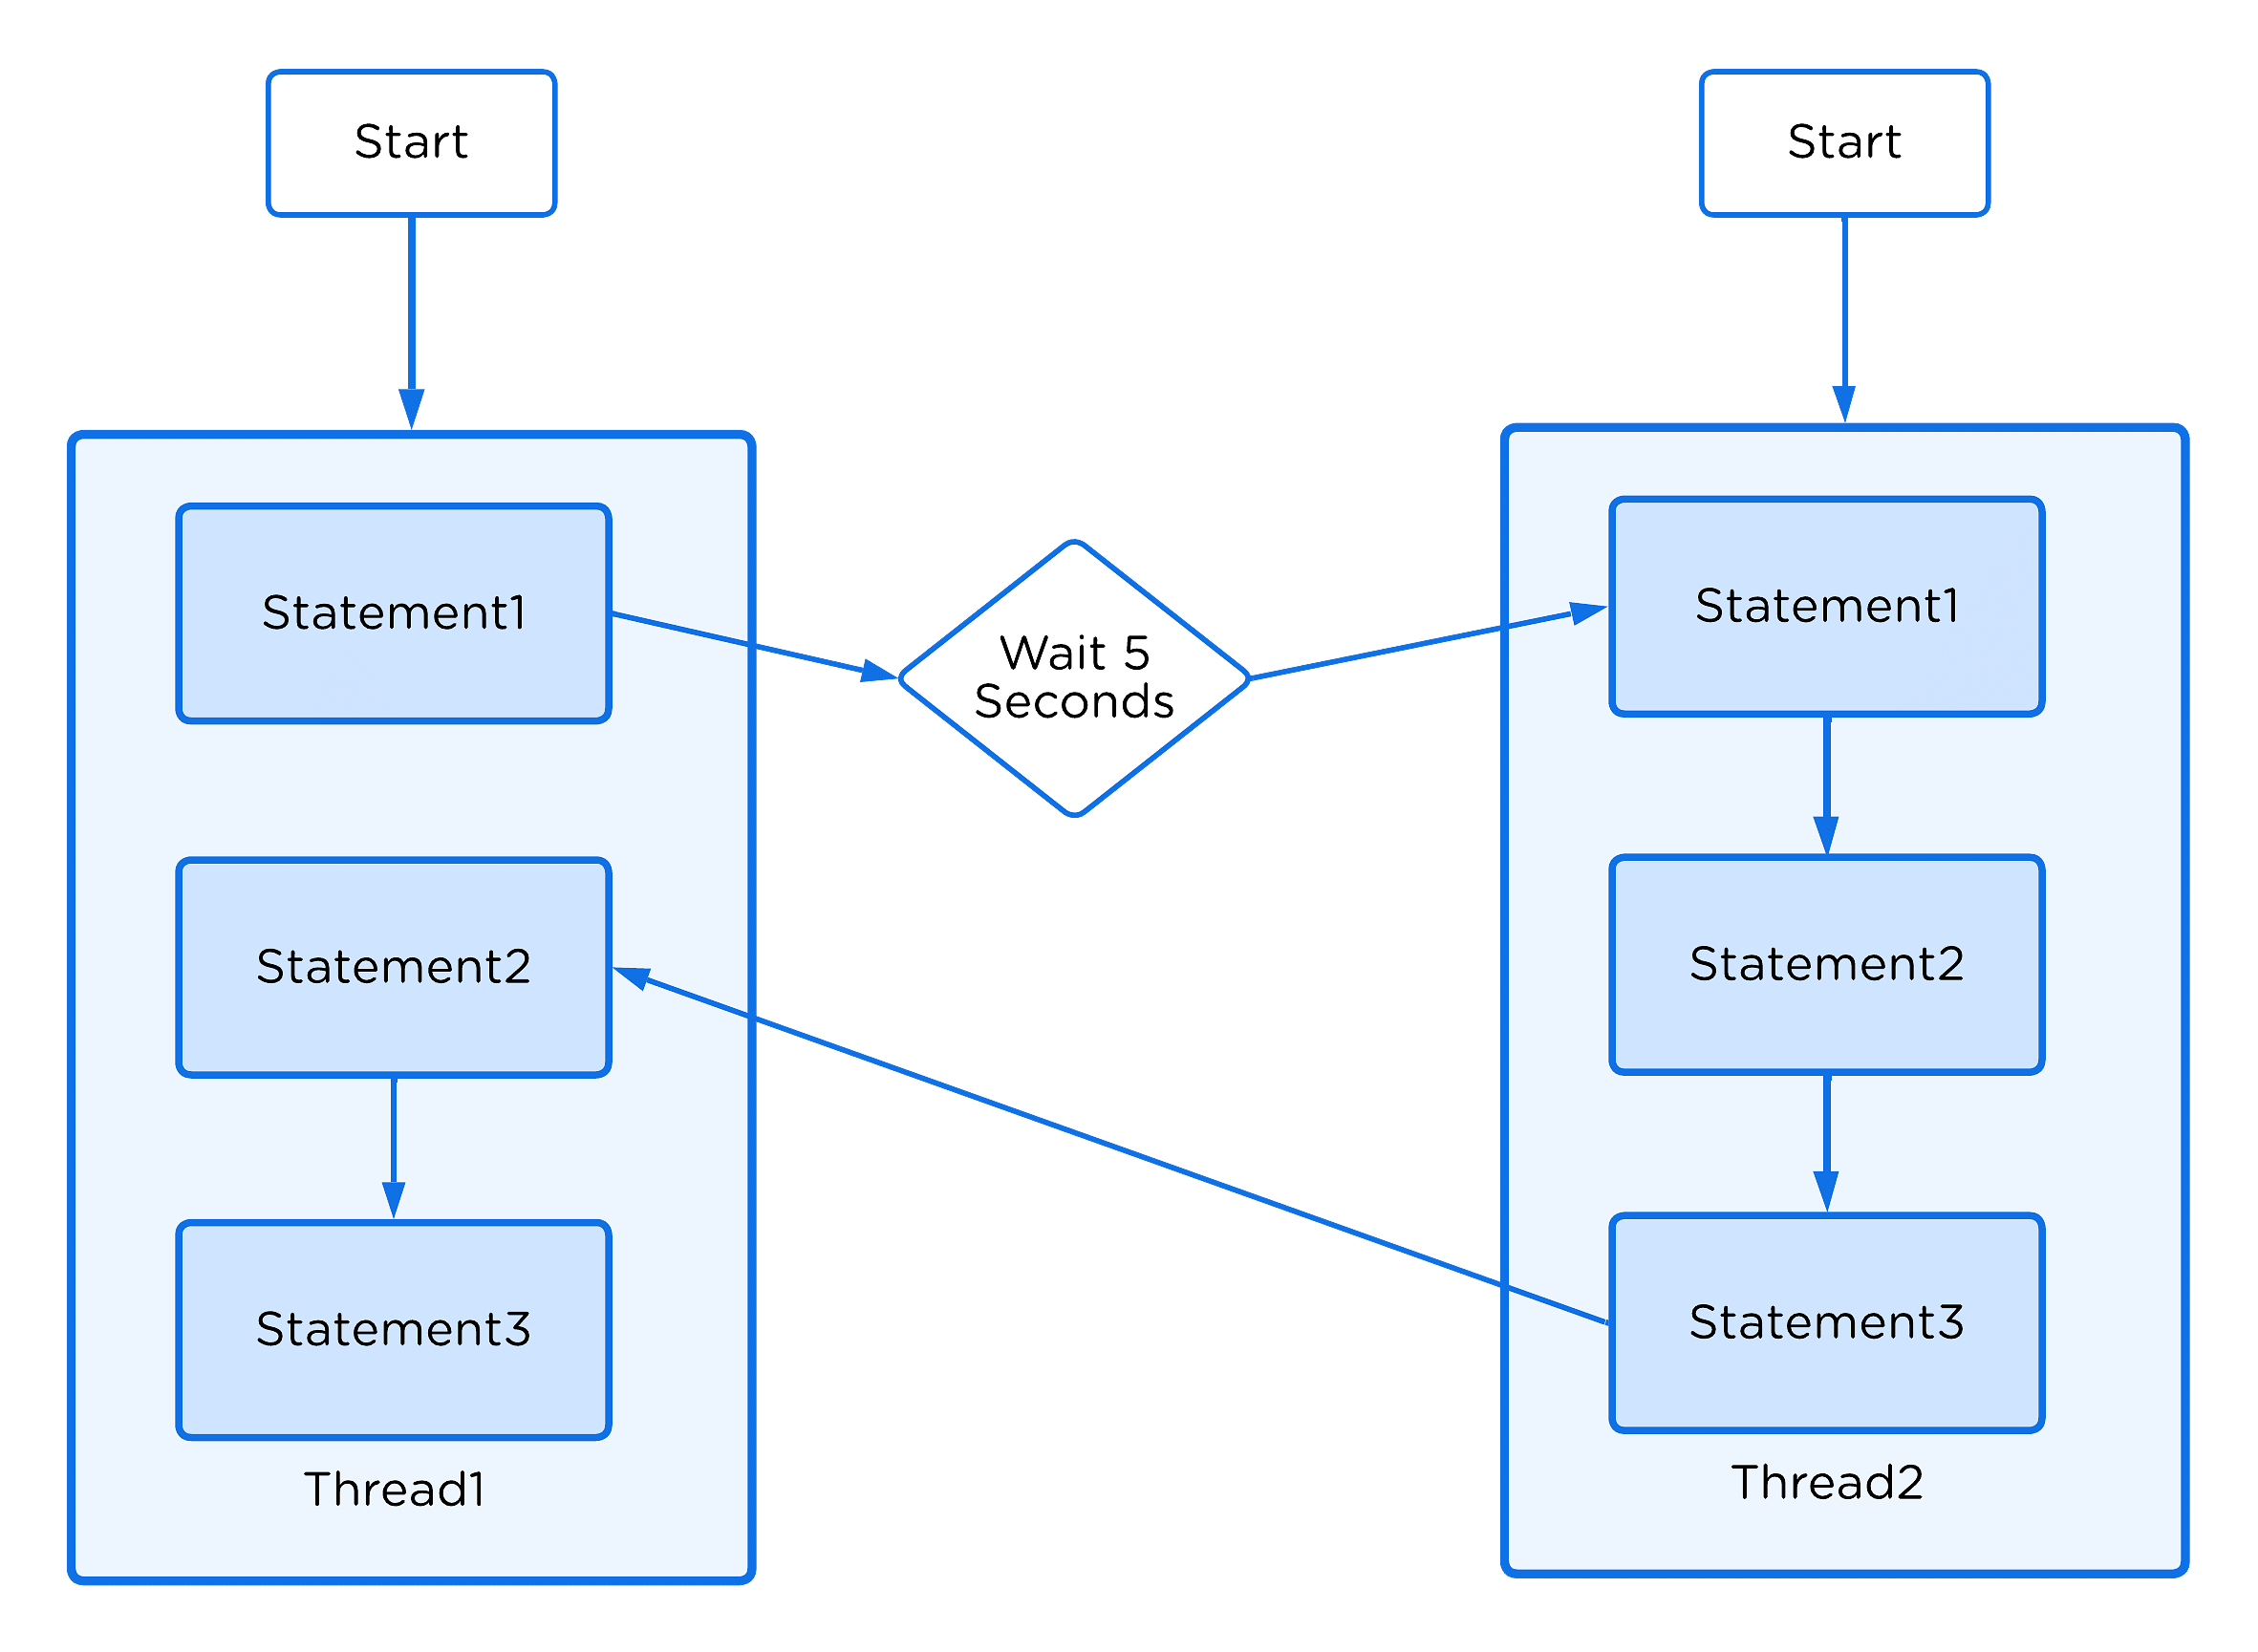 Start
Start
Statement1
Wait 5
Seconds
Statement1
Statement2
Statement2
Statement3
Statement3
Thread1
Thread2